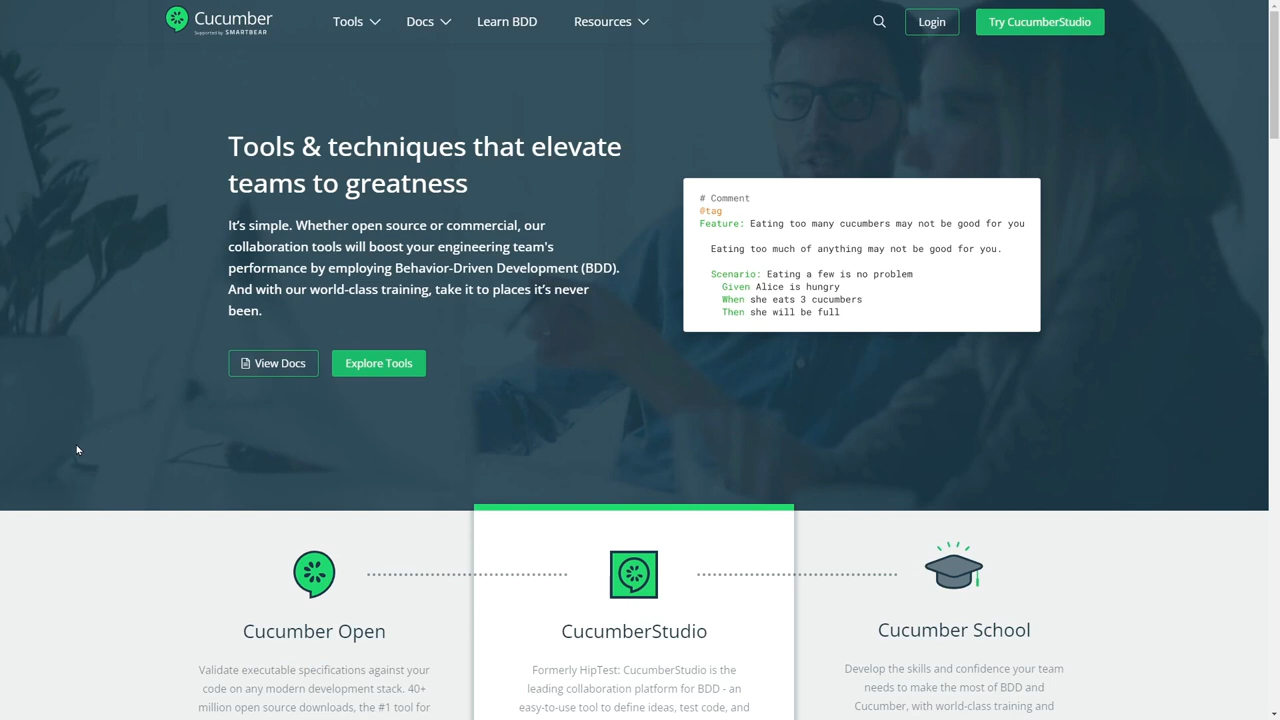 Cucumber
Supported by SMARTBEAR
Tools
Docs
Learn BDD
Resources
Login
Try CucumberStudio
Tools & techniques that elevate
teams to greatness
It’s simple. Whether open source or commercial, our
collaboration tools will boost your engineering team's
performance by employing Behavior-Driven Development (BDD).
And with our world-class training, take it to places it’s never
been.
View Docs
Explore Tools
# Comment
@tag
Feature: Eating too many cucumbers may not be good for you
Eating too much of anything may not be good for you.
Scenario: Eating a few is no problem
Given Alice is hungry
When she eats 3 cucumbers
Then she will be full
Cucumber Open
Validate executable specifications against your
code on any modern development stack. 40+
million open source downloads, the #1 tool for
CucumberStudio
Formerly HipTest: CucumberStudio is the
leading collaboration platform for BDD - an
easy-to-use tool to define ideas, test code, and
Cucumber School
Develop the skills and confidence your team
needs to make the most of BDD and
Cucumber, with world-class training and